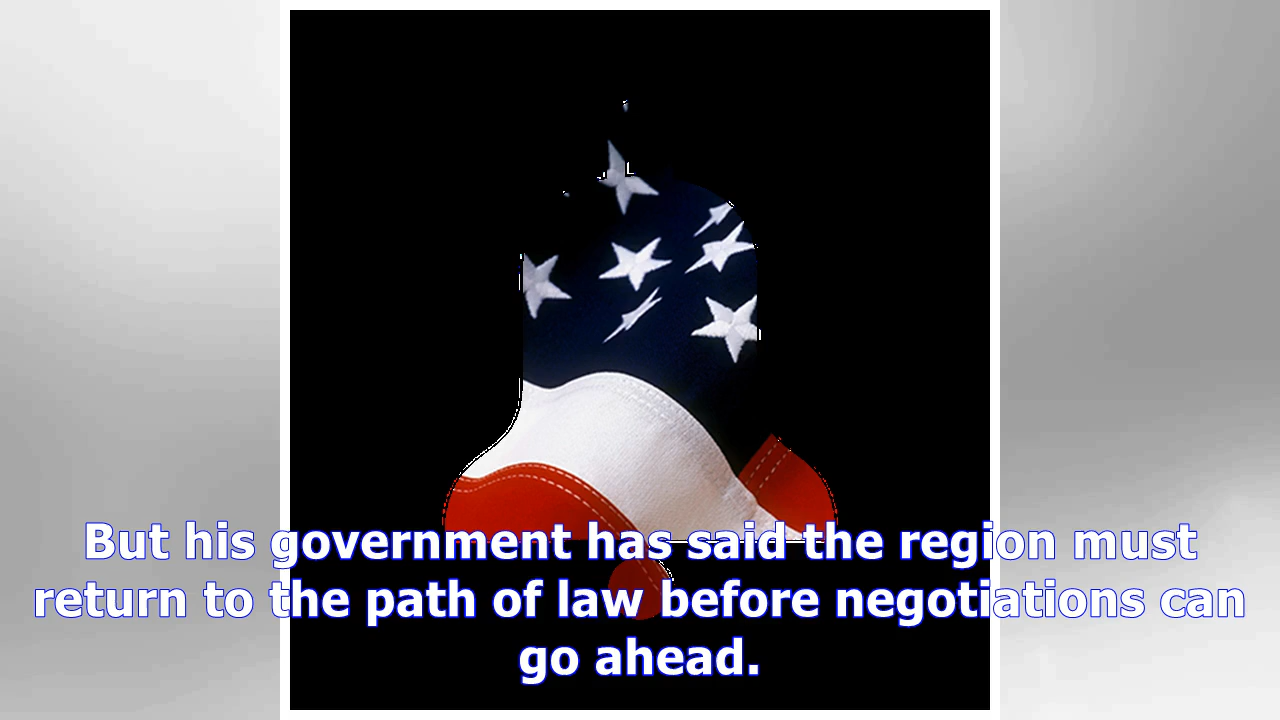 But his government has said the region must
return to the path of law before negotiations can
go ahead.